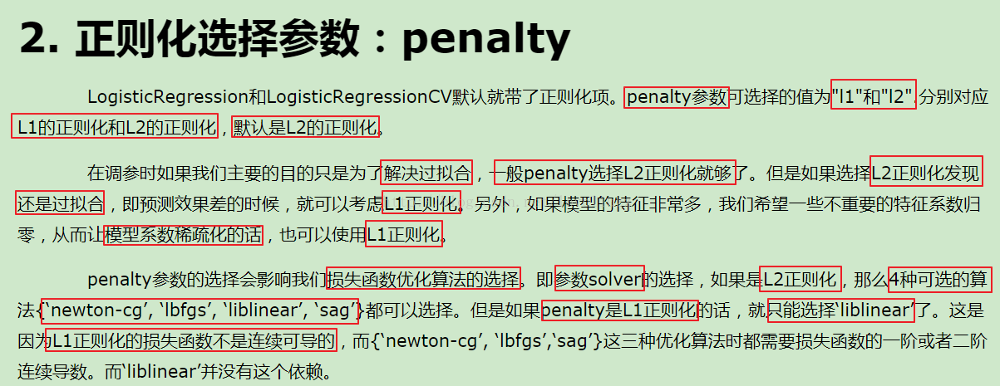 2. 正则化选择参数：penalty
LogisticRegression和LogisticRegressionCV默认就带了正则化项。penalty参数可选择的值为"l1"和"l2".分别对应
L1的正则化和L2的正则化，默认是L2的正则化。
在调参时如果我们主要的目的只是为了解决过拟合，一般penalty选择L2正则化就够了。但是如果选择L2正则化发现
还是过拟合，即预测效果差的时候，就可以考虑L1正则化。另外，如果模型的特征非常多，我们希望一些不重要的特征系数归
零，从而让模型系数稀疏化的话，也可以使用L1正则化。
penalty参数的选择会影响我们损失函数优化算法的选择。即参数solver的选择，如果是L2正则化，那么4种可选的算
法{‘newton-cg’, ‘lbfgs’, ‘liblinear’, ‘sag’}都可以选择。但是如果penalty是L1正则化的话，就只能选择‘liblinear’了。这是
因为L1正则化的损失函数不是连续可导的，而{‘newton-cg’, ‘lbfgs’,‘sag’}这三种优化算法时都需要损失函数的一阶或者二阶
连续导数。而‘liblinear’并没有这个依赖。